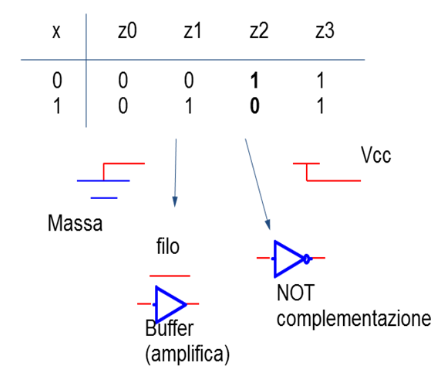 x z0 z1 z2 z3
0 0 0 1 1
1 0 1 0 1
Vcc
Massa
filo
NOT
complementazione
Buffer
(amplifica)